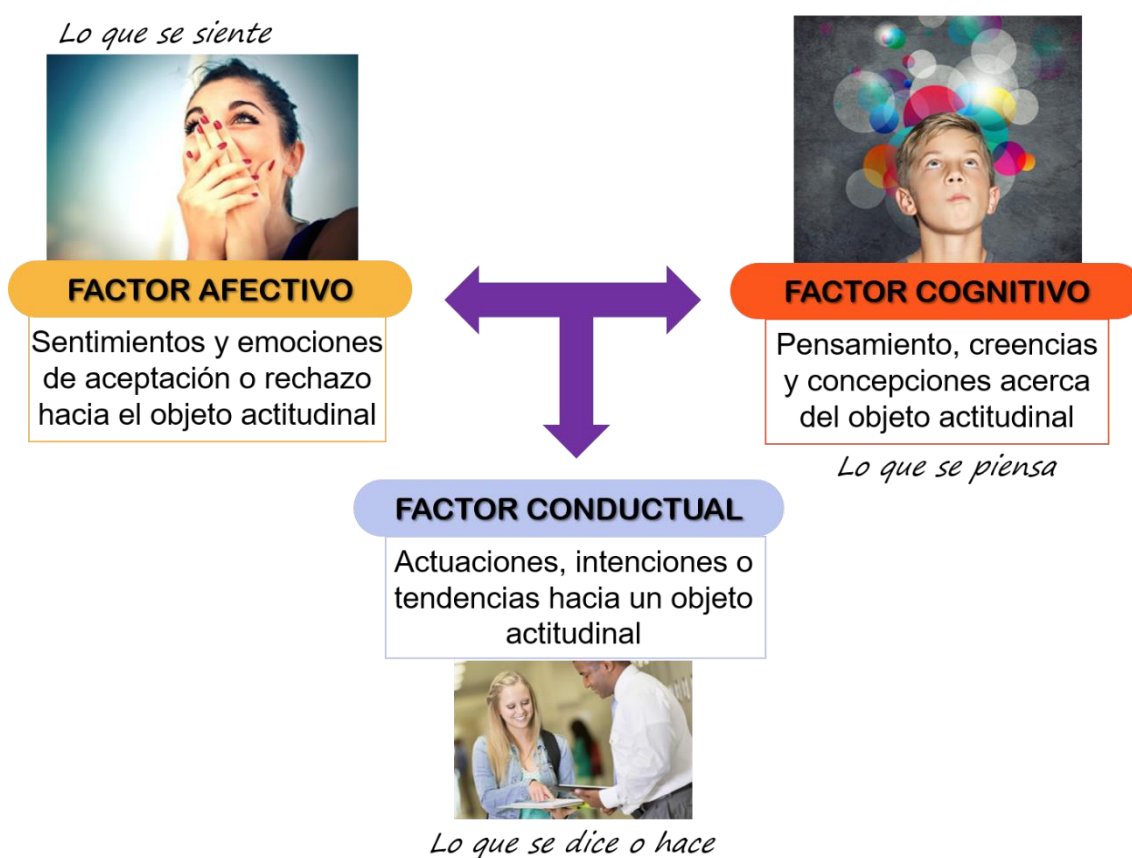 Lo que se siente
FACTOR AFECTIVO
Sentimientos y emociones
de aceptación o rechazo
hacia el objeto actitudinal
FACTOR COGNITIVO
Pensamiento, creencias
y concepciones acerca
del objeto actitudinal
Lo que se piensa
FACTOR CONDUCTUAL
Actuaciones, intenciones o
tendencias hacia un objeto
actitudinal
Lo que se dice o hace